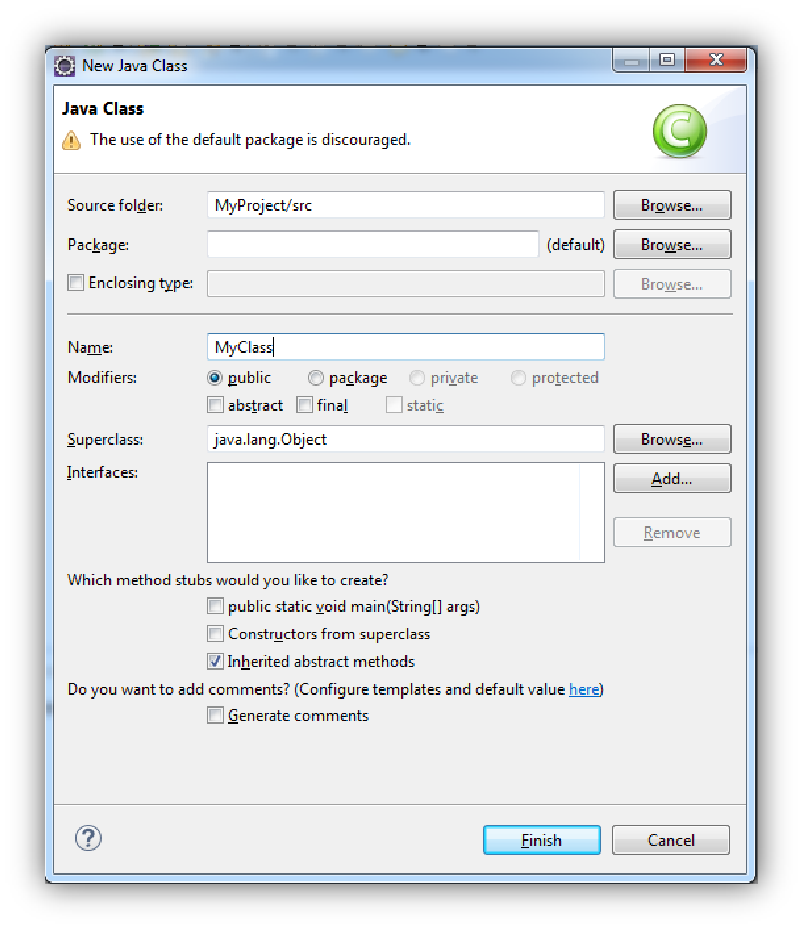 New Java Class
Java Class
The use of the default package is discouraged.
Source folder: MyProject/src Browse...
Package: (default) Browse...
Enclosing type: Browse...
Name: MyClass
Modifiers: public package private protected
abstract final static
Superclass: java.lang.Object Browse...
Interfaces: Add...
Remove
Which method stubs would you like to create?
public static void main(String[] args)
Constructors from superclass
Inherited abstract methods
Do you want to add comments? (Configure templates and default value here)
Generate comments
? Finish Cancel